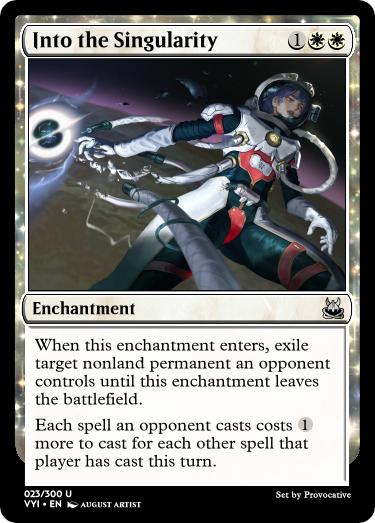 Into the Singularity 1
Enchantment
When this enchantment enters, exile
target nonland permanent an opponent
controls until this enchantment leaves
the battlefield.
Each spell an opponent casts costs 1
more to cast for each other spell that
player has cast this turn.
023/300 U
VYI • EN AUGUST ARTIST
Set by Provocative